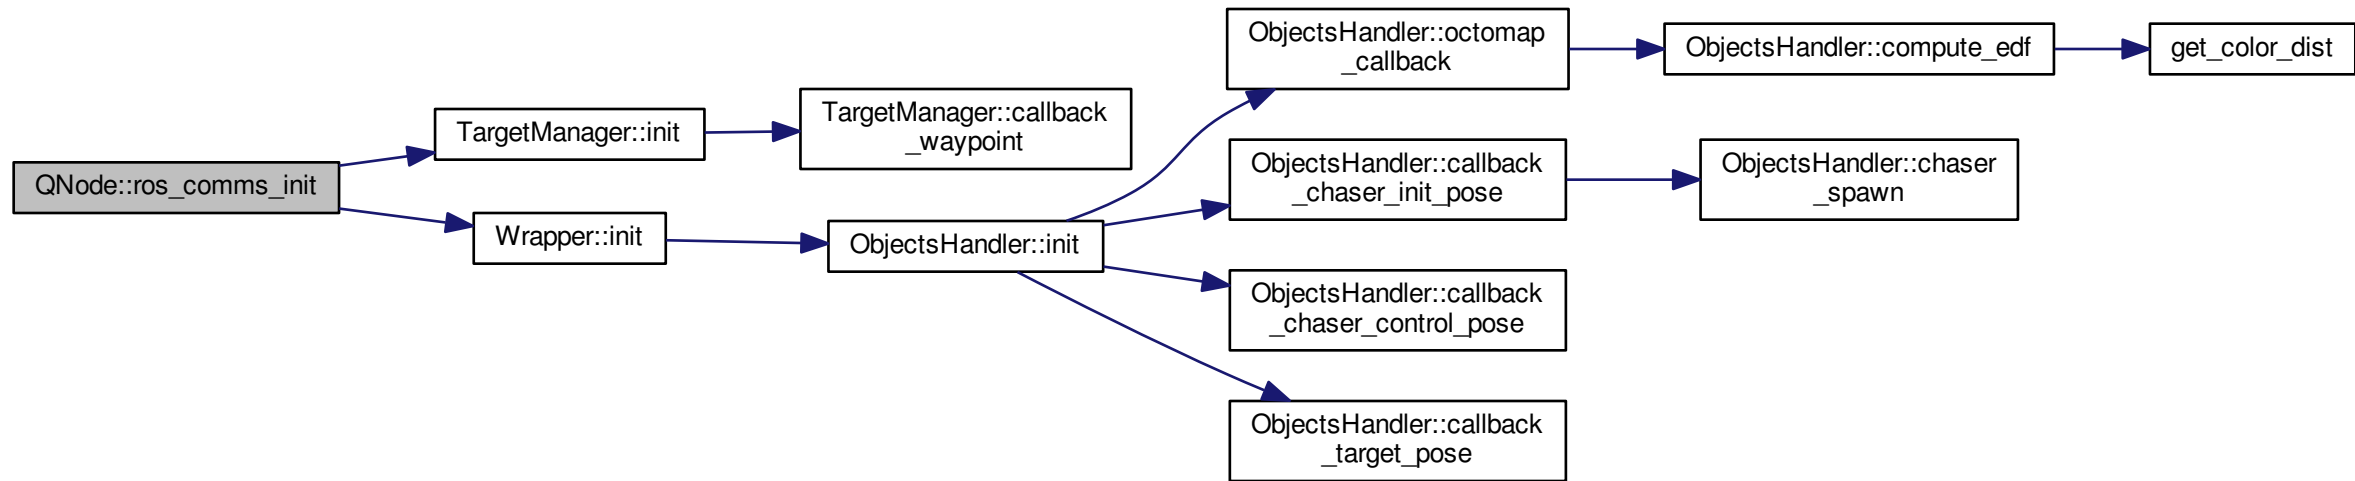 QNode::ros_comms_init
TargetManager::init
TargetManager::callback
_waypoint
Wrapper::init
ObjectsHandler::init
ObjectsHandler::octomap
_callback
ObjectsHandler::compute_edf
get_color_dist
ObjectsHandler::callback
_chaser_init_pose
ObjectsHandler::chaser
_spawn
ObjectsHandler::callback
_chaser_control_pose
ObjectsHandler::callback
_target_pose